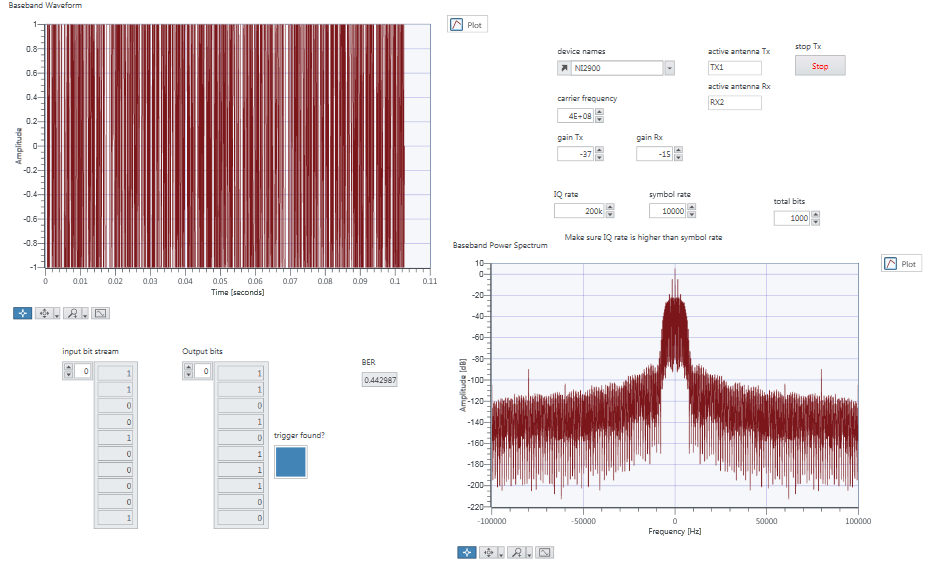 Baseband Waveform
Plot
1
0.8
0.6
0.4
0.2
0
-0.2
-0.4
-0.6
-0.8
-1
Amplitude
0 0.01 0.02 0.03 0.04 0.05 0.06 0.07 0.08 0.09 0.1 0.11
Time [seconds]
device names
NI2900
active antenna Tx
TX1
stop Tx
Stop
active antenna Rx
RX2
carrier frequency
4E+08
gain Tx
-37
gain Rx
-15
IQ rate
200k
symbol rate
10000
total bits
1000
Make sure IQ rate is higher than symbol rate
input bit stream
0
1
1
0
0
1
0
0
0
0
1
Output bits
0
1
1
0
1
0
1
1
1
0
0
trigger found?
BER
0.442987
Baseband Power Spectrum
Plot
10
0
-20
-40
-60
-80
-100
-120
-140
-160
-180
-200
-220
Amplitude [dB]
-100000 -50000 0 50000 100000
Frequency [Hz]